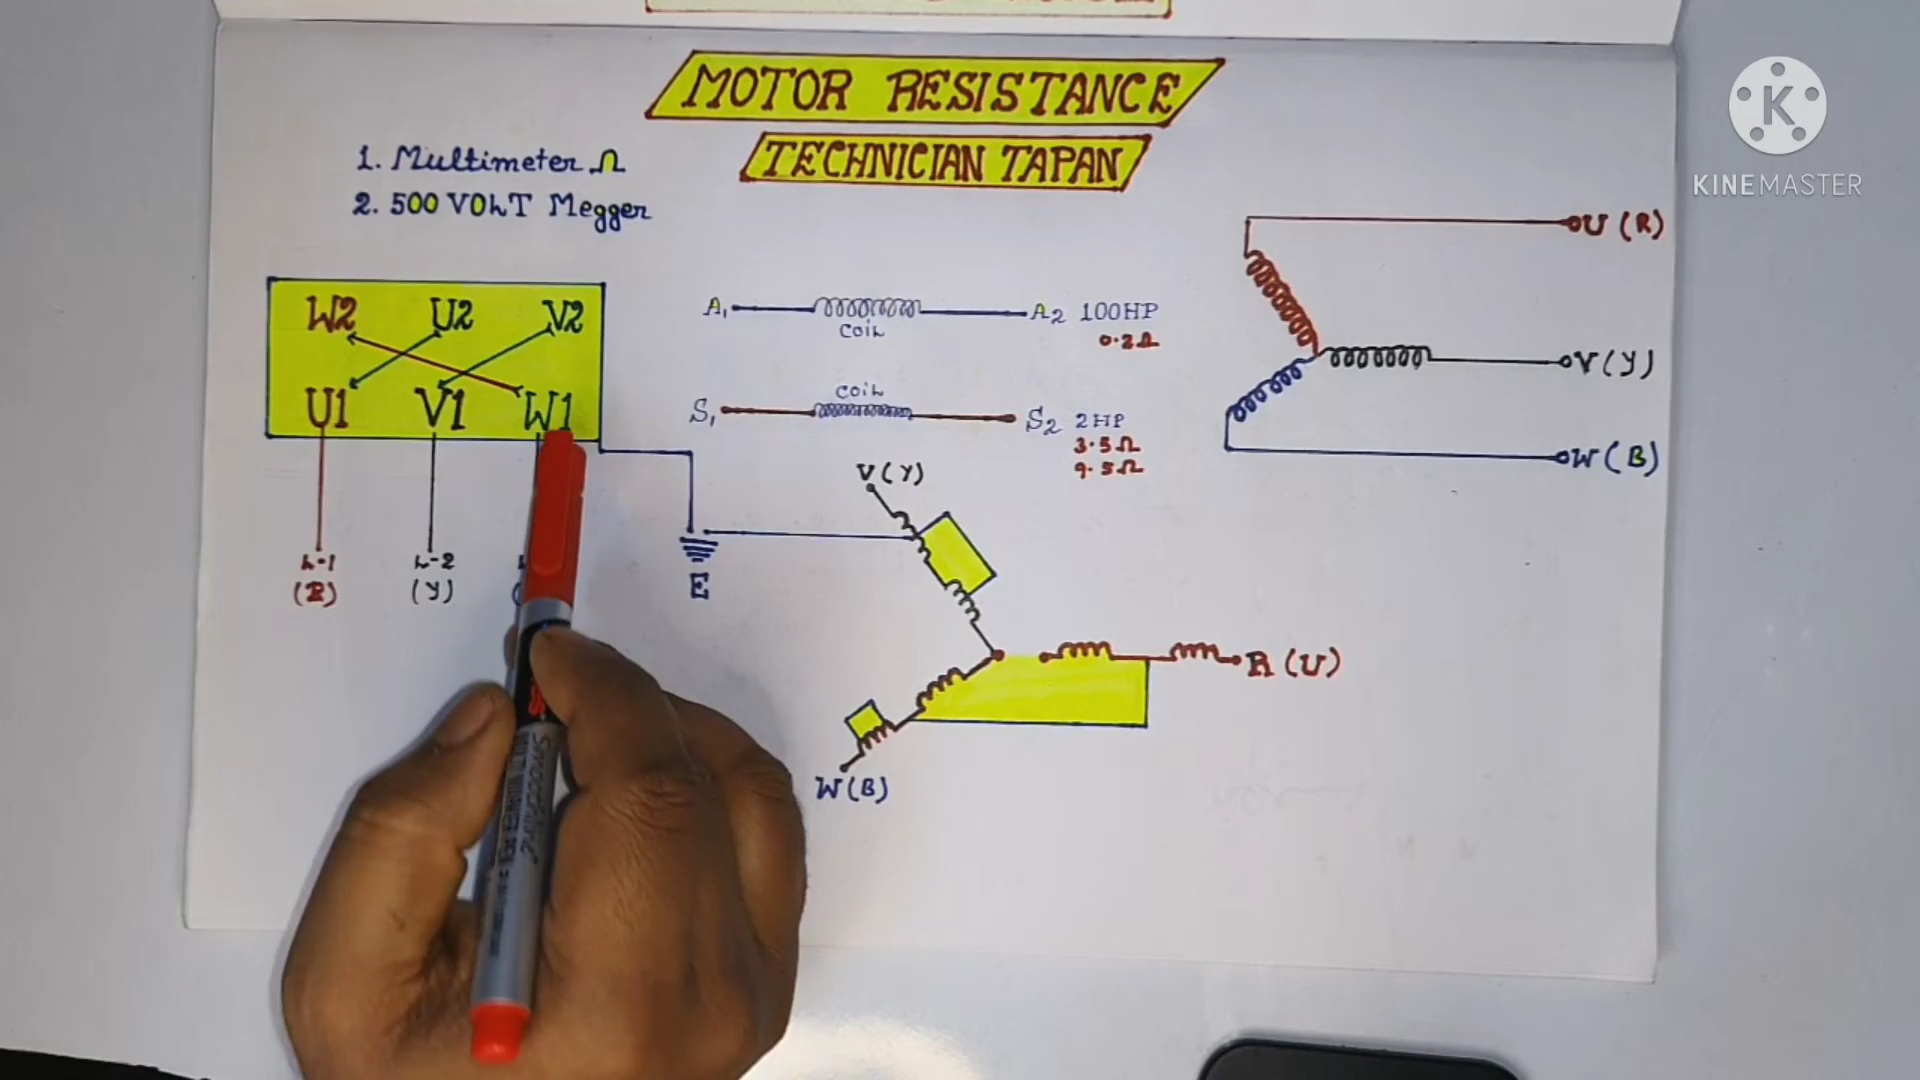 MOTOR RESISTANCE
TECHNICIAN TAPAN
1. Multimeter Ω
2. 500 VOLT Megger
W2 U2 V2
U1 V1 W1
L-1 L-2
(R) (Y)
E
A1 COIL A2 100HP
0.2Ω
COIL
S1 S2 2HP
3.5Ω
9.5Ω
U (R)
V (Y)
W (B)
V (Y)
R (U)
W (B)
K
KINEMASTER